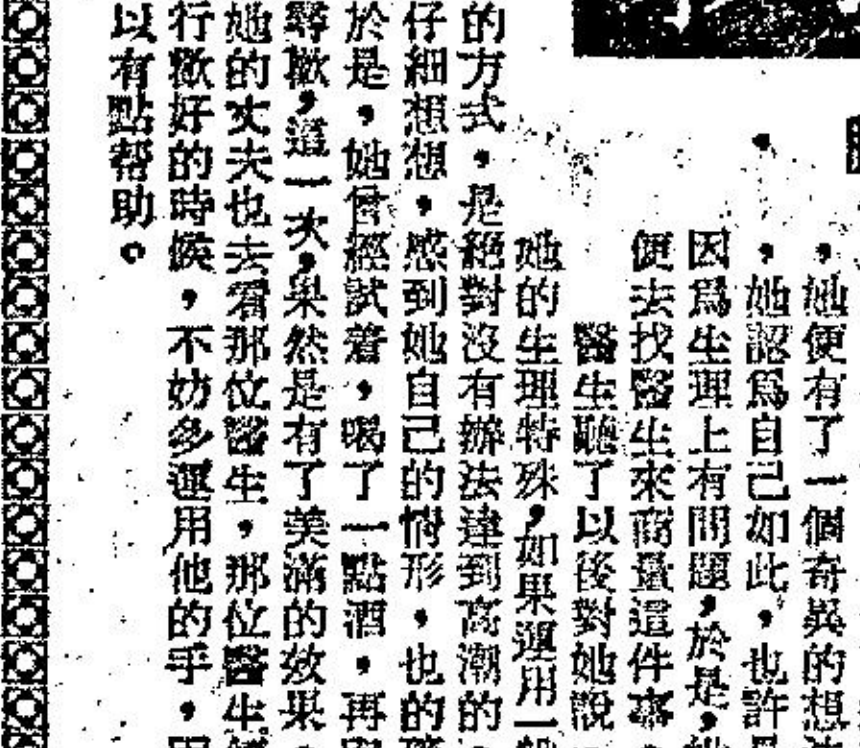 ，她便有了一個奇異的想
，她認爲自己如此，也許
因爲生理上有問題，於是，
便去找醫生來商量這件事
醫生聽了以後對她說
她的生理特殊，如果運用一般
的方式，是絕對沒有辦法達到高潮的，
仔細想想，感到她自己的情形，也的確
於是，她曾經試着，喝了一點酒，再
尋歡，這一次，果然是有了美滿的效果，
她的丈夫也去看那位醫生，那位醫生
行歡好的時候，不妨多運用他的手，
以有點帮助。